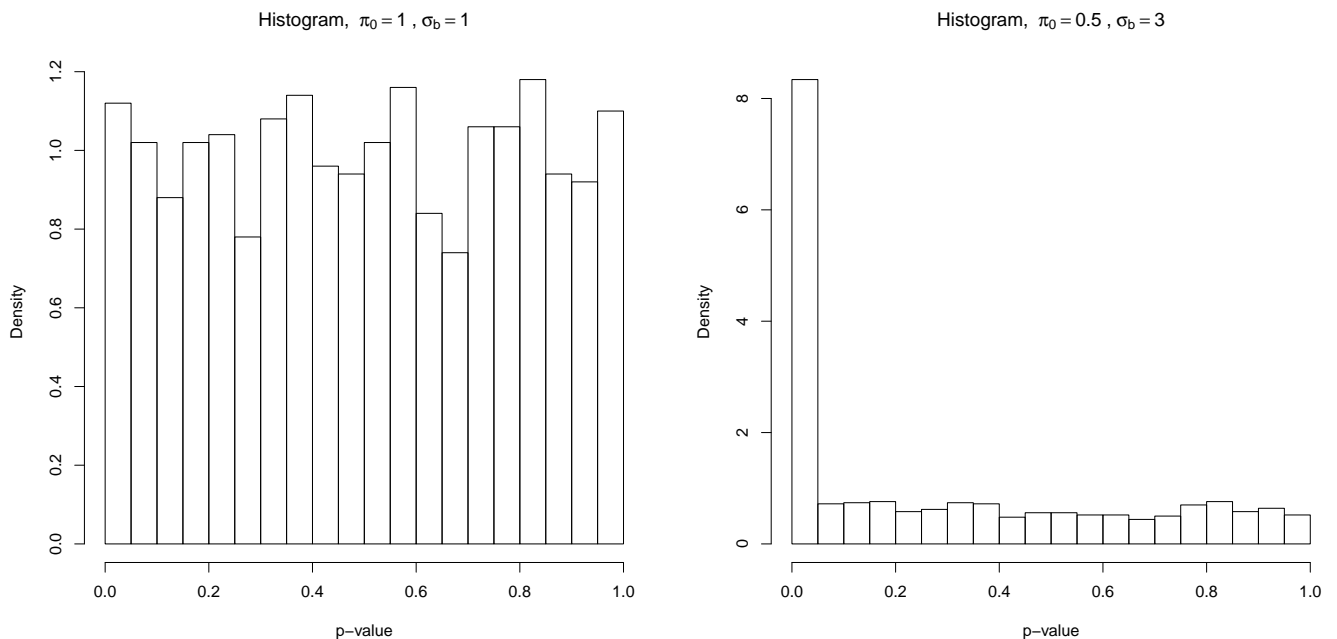 Histogram, π₀ = 1 , σb = 1
Density
1.2
1.0
0.8
0.6
0.4
0.2
0.0
0.0 0.2 0.4 0.6 0.8 1.0
p−value
Histogram, π₀ = 0.5 , σb = 3
Density
8
6
4
2
0
0.0 0.2 0.4 0.6 0.8 1.0
p−value